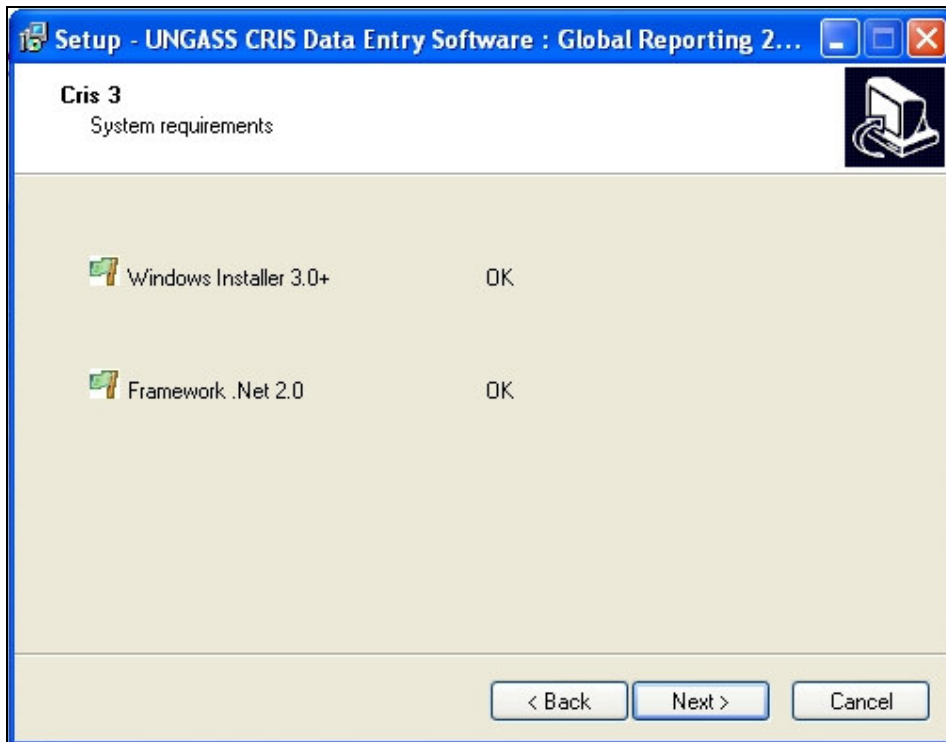 Setup - UNGASS CRIS Data Entry Software : Global Reporting 2...
Cris 3
System requirements
Windows Installer 3.0+ OK
Framework .Net 2.0 OK
< Back Next > Cancel